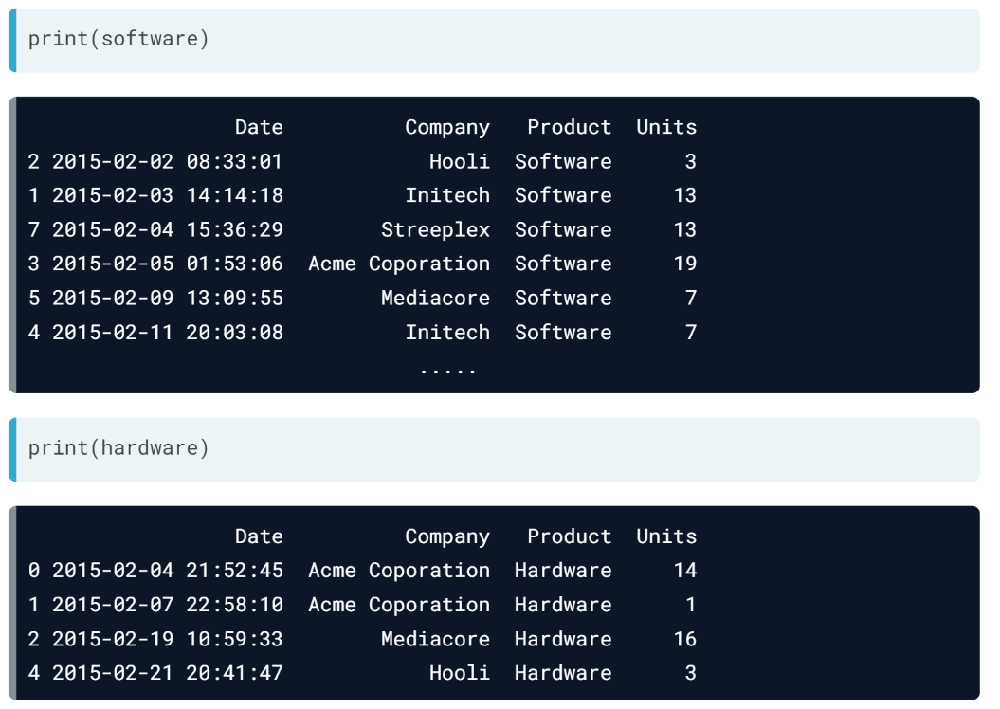 print(software)
Date Company Product Units
2 2015-02-02 08:33:01 Hooli Software 3
1 2015-02-03 14:14:18 Initech Software 13
7 2015-02-04 15:36:29 Streeplex Software 13
3 2015-02-05 01:53:06 Acme Coporation Software 19
5 2015-02-09 13:09:55 Mediacore Software 7
4 2015-02-11 20:03:08 Initech Software 7
.....
print(hardware)
Date Company Product Units
0 2015-02-04 21:52:45 Acme Coporation Hardware 14
1 2015-02-07 22:58:10 Acme Coporation Hardware 1
2 2015-02-19 10:59:33 Mediacore Hardware 16
4 2015-02-21 20:41:47 Hooli Hardware 3